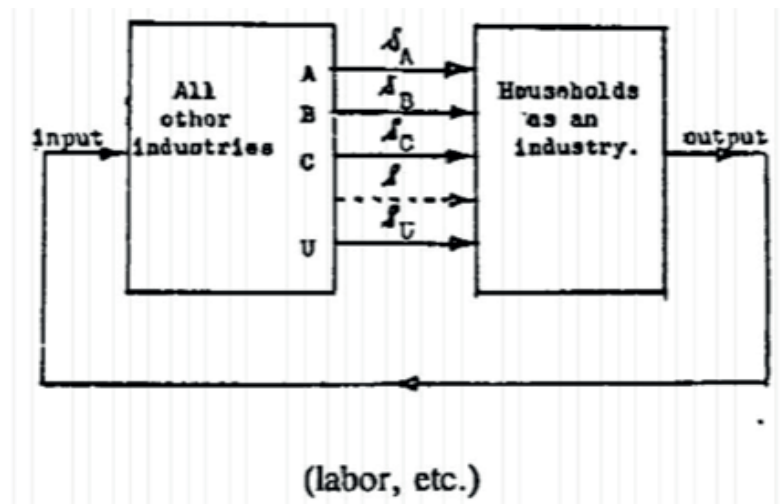 A
B
C
U
$A
$B
$C
$
$U
All
other
industries
Households
as an
industry.
input
output
(labor, etc.)